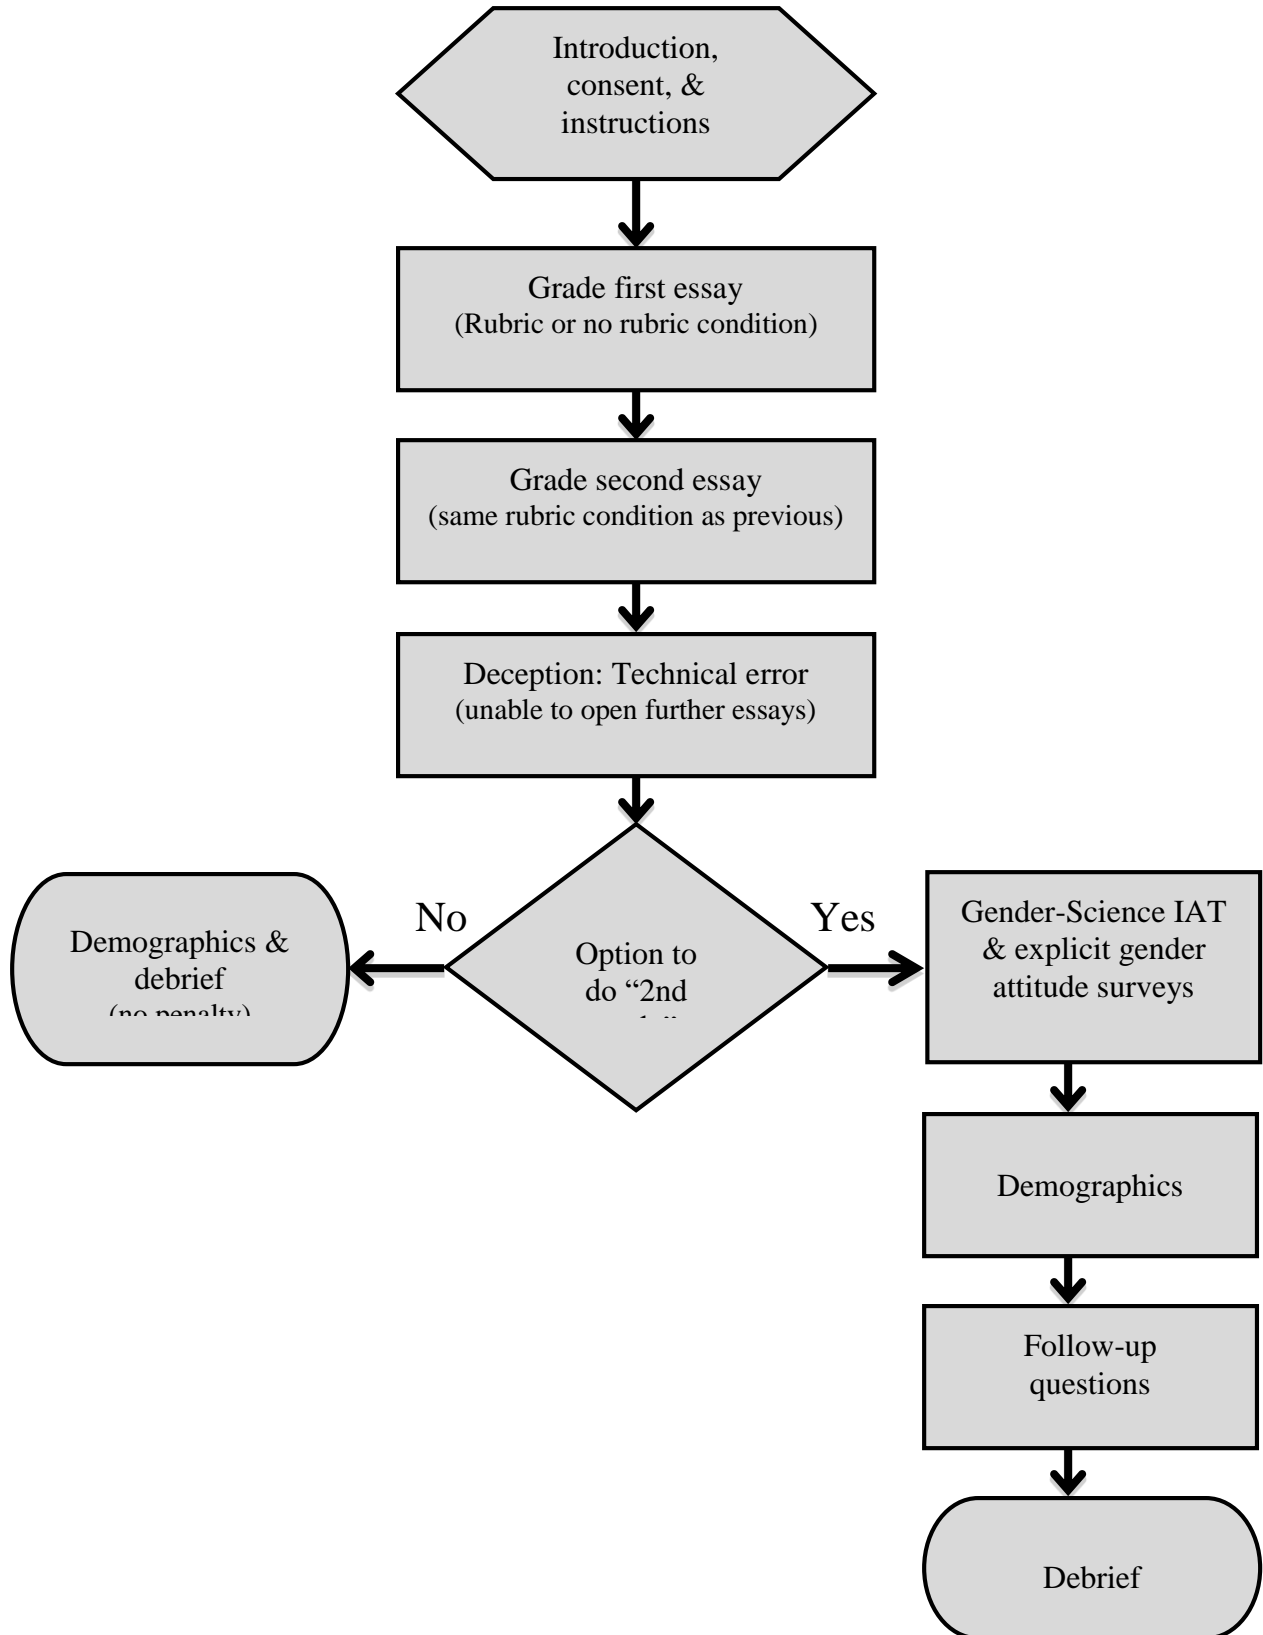 Introduction,
consent, &
instructions
Grade first essay
(Rubric or no rubric condition)
Grade second essay
(same rubric condition as previous)
Deception: Technical error
(unable to open further essays)
No
Yes
Demographics &
debrief
(no penalty)
Option to
do “2nd
Gender-Science IAT
& explicit gender
attitude surveys
Demographics
Follow-up
questions
Debrief